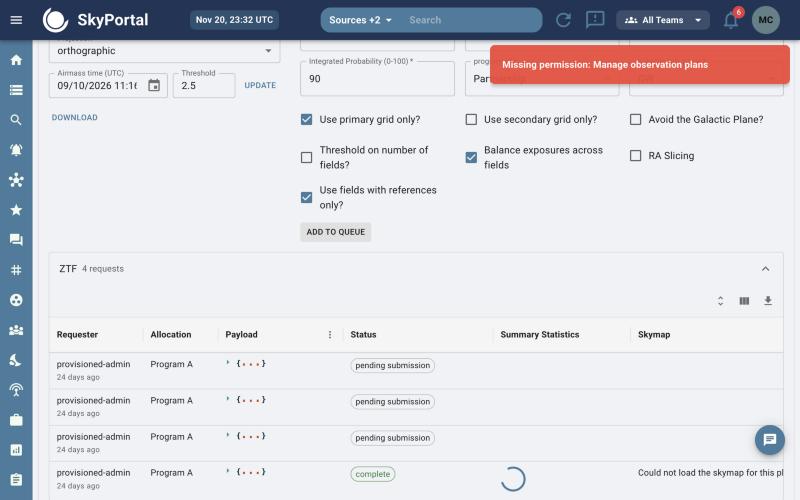 SkyPortal
Nov 20, 23:32 UTC
Sources +2
Search
All Teams
6
MC
Missing permission: Manage observation plans
orthographic
Airmass time (UTC)
09/10/2026 11:16
Threshold
2.5
UPDATE
DOWNLOAD
Integrated Probability (0-100) *
90
Use primary grid only?
Use secondary grid only?
Avoid the Galactic Plane?
Threshold on number of
fields?
Balance exposures across
fields
RA Slicing
Use fields with references
only?
ADD TO QUEUE
ZTF 4 requests
Requester Allocation Payload Status Summary Statistics Skymap
provisioned-admin Program A {...} pending submission
24 days ago
provisioned-admin Program A {...} pending submission
24 days ago
provisioned-admin Program A {...} pending submission
24 days ago
provisioned-admin Program A {...} complete Could not load the skymap for this pl
24 days ago